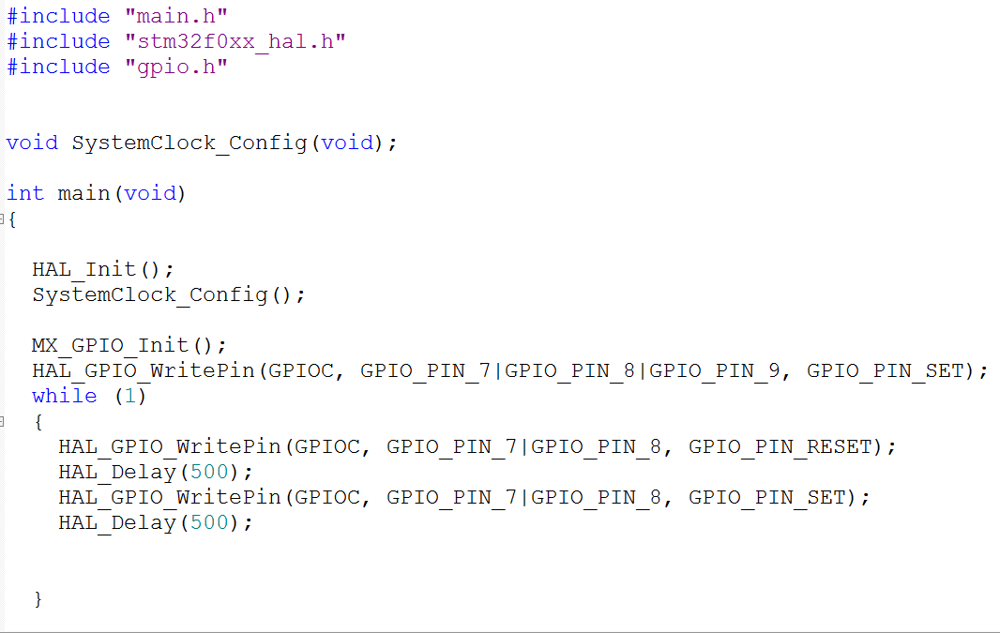 #include "main.h"
#include "stm32f0xx_hal.h"
#include "gpio.h"
void SystemClock_Config(void);
int main(void)
{
HAL_Init();
SystemClock_Config();
MX_GPIO_Init();
HAL_GPIO_WritePin(GPIOC, GPIO_PIN_7|GPIO_PIN_8|GPIO_PIN_9, GPIO_PIN_SET);
while (1)
{
HAL_GPIO_WritePin(GPIOC, GPIO_PIN_7|GPIO_PIN_8, GPIO_PIN_RESET);
HAL_Delay(500);
HAL_GPIO_WritePin(GPIOC, GPIO_PIN_7|GPIO_PIN_8, GPIO_PIN_SET);
HAL_Delay(500);
}